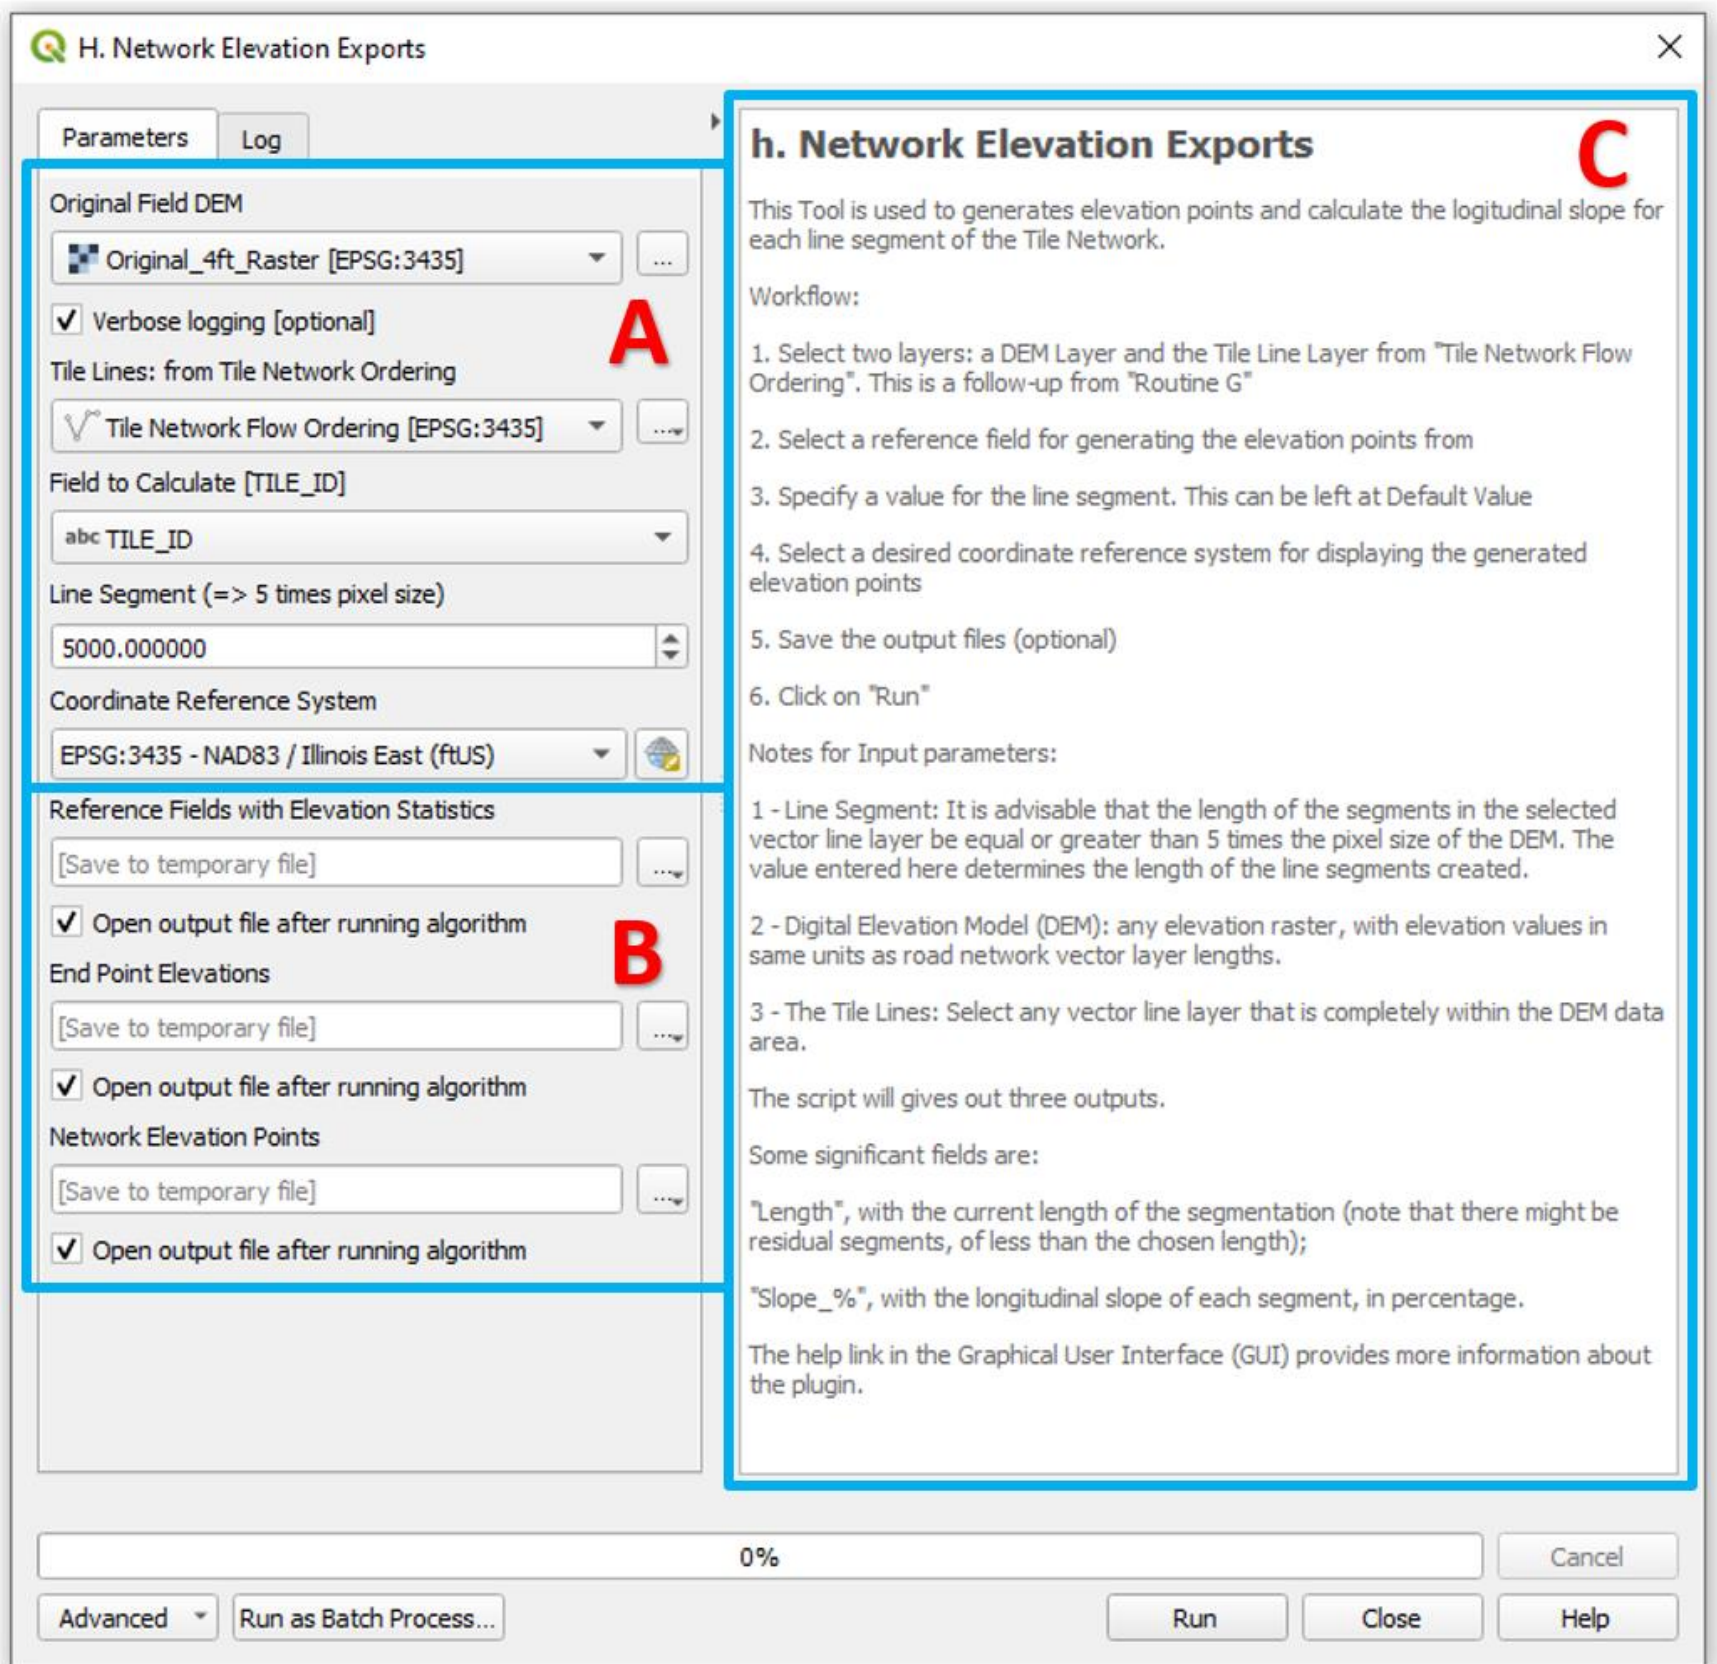 H. Network Elevation Exports
Parameters
Log
Original Field DEM
Original_4ft_Raster [EPSG:3435]
...
Verbose logging [optional]
A
Tile Lines: from Tile Network Ordering
Tile Network Flow Ordering [EPSG:3435]
...
Field to Calculate [TILE_ID]
abc TILE_ID
Line Segment (=> 5 times pixel size)
5000.000000
Coordinate Reference System
EPSG:3435 - NAD83 / Illinois East (ftUS)
Reference Fields with Elevation Statistics
[Save to temporary file]
...
Open output file after running algorithm
B
End Point Elevations
[Save to temporary file]
...
Open output file after running algorithm
Network Elevation Points
[Save to temporary file]
...
Open output file after running algorithm
h. Network Elevation Exports
C
This Tool is used to generates elevation points and calculate the logitudinal slope for
each line segment of the Tile Network.
Workflow:
1. Select two layers: a DEM Layer and the Tile Line Layer from "Tile Network Flow
Ordering". This is a follow-up from "Routine G"
2. Select a reference field for generating the elevation points from
3. Specify a value for the line segment. This can be left at Default Value
4. Select a desired coordinate reference system for displaying the generated
elevation points
5. Save the output files (optional)
6. Click on "Run"
Notes for Input parameters:
1 - Line Segment: It is advisable that the length of the segments in the selected
vector line layer be equal or greater than 5 times the pixel size of the DEM. The
value entered here determines the length of the line segments created.
2 - Digital Elevation Model (DEM): any elevation raster, with elevation values in
same units as road network vector layer lengths.
3 - The Tile Lines: Select any vector line layer that is completely within the DEM data
area.
The script will gives out three outputs.
Some significant fields are:
"Length", with the current length of the segmentation (note that there might be
residual segments, of less than the chosen length);
"Slope_%", with the longitudinal slope of each segment, in percentage.
The help link in the Graphical User Interface (GUI) provides more information about
the plugin.
0%
Cancel
Advanced
Run as Batch Process...
Run
Close
Help